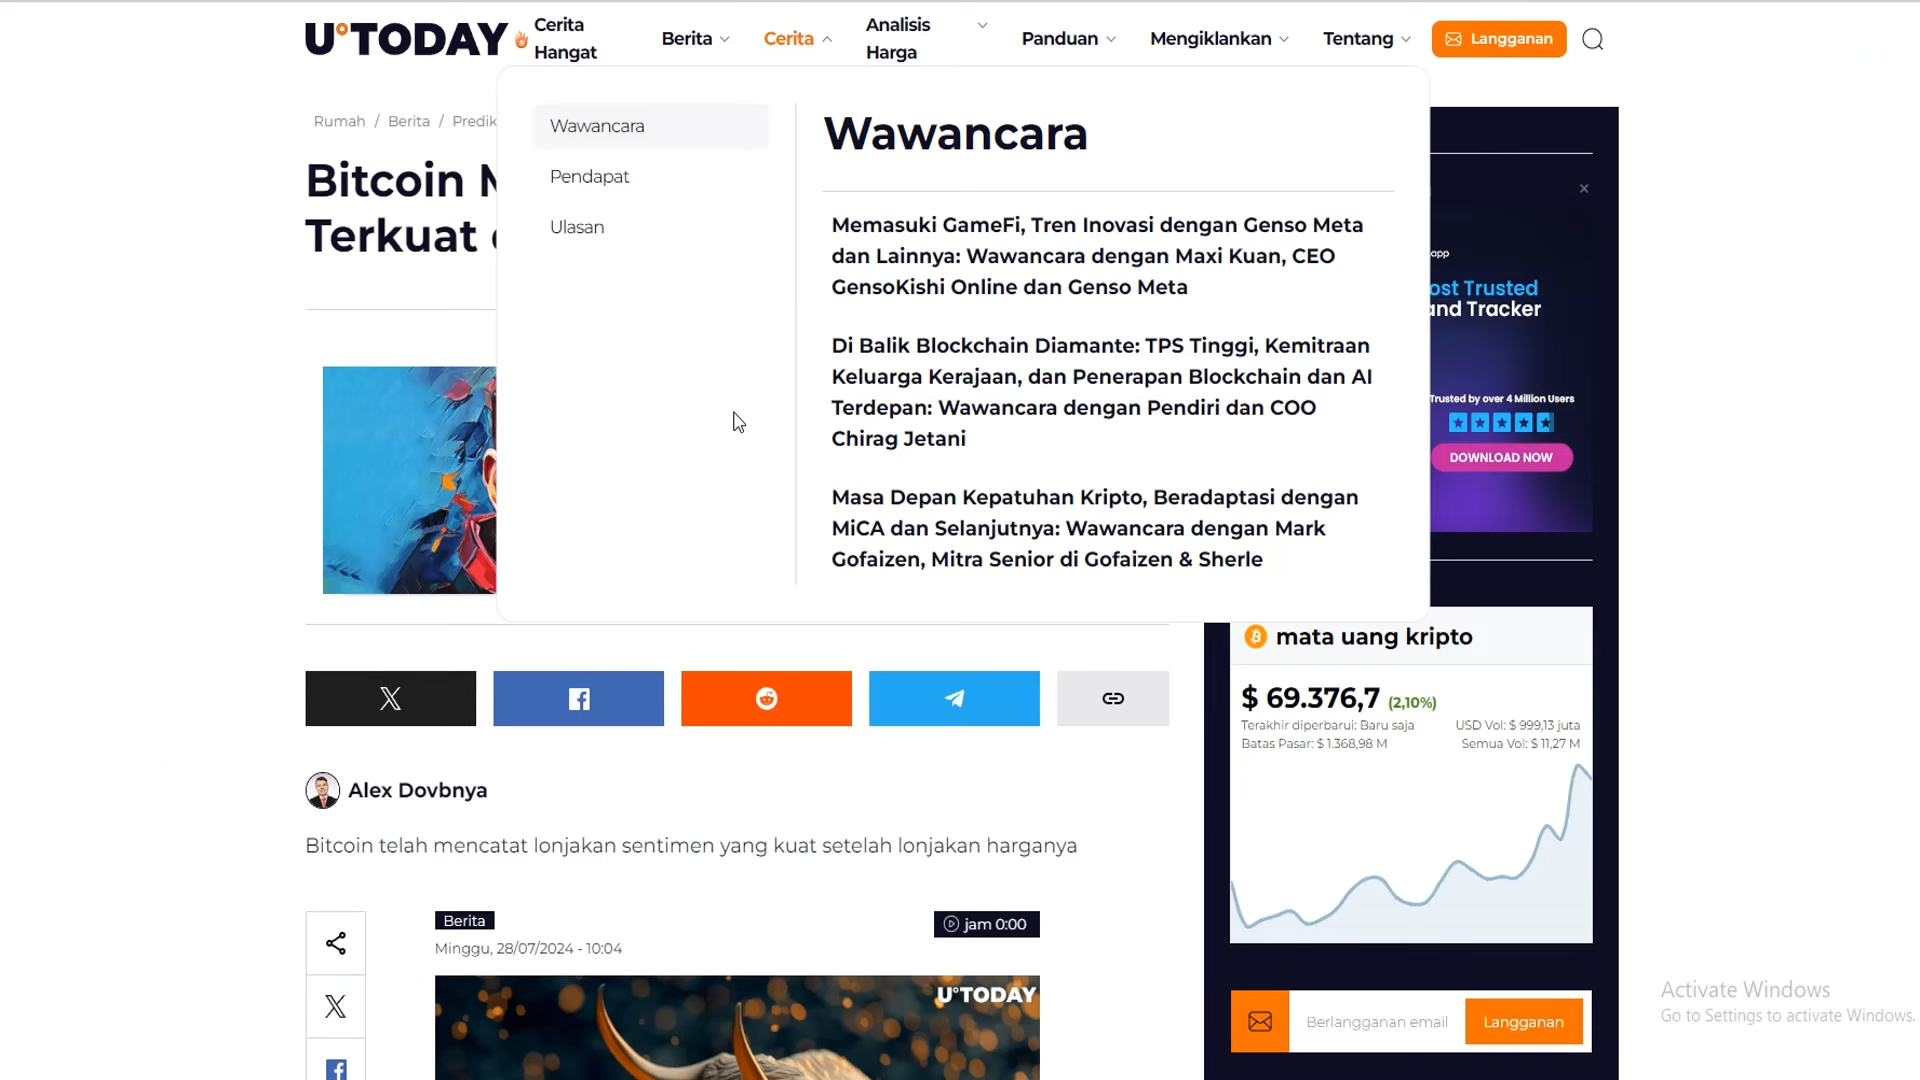 U°TODAY
Cerita
Hangat
Berita
Cerita
Analisis
Harga
Panduan
Mengiklankan
Tentang
Langganan
Rumah / Berita / Predik
Bitcoin
Terkuat
Wawancara
Pendapat
Ulasan
Wawancara
Memasuki GameFi, Tren Inovasi dengan Genso Meta
dan Lainnya: Wawancara dengan Maxi Kuan, CEO
GensoKishi Online dan Genso Meta
Di Balik Blockchain Diamante: TPS Tinggi, Kemitraan
Keluarga Kerajaan, dan Penerapan Blockchain dan AI
Terdepan: Wawancara dengan Pendiri dan COO
Chirag Jetani
Masa Depan Kepatuhan Kripto, Beradaptasi dengan
MiCA dan Selanjutnya: Wawancara dengan Mark
Gofaizen, Mitra Senior di Gofaizen & Sherle
app
ost Trusted
and Tracker
Trusted by over 4 Million Users
DOWNLOAD NOW
mata uang kripto
$ 69.376,7 (2,10%)
Terakhir diperbarui: Baru saja
USD Vol: $ 999,13 juta
Batas Pasar: $ 1.368,98 M
Semua Vol: $ 11,27 M
Alex Dovbnya
Bitcoin telah mencatat lonjakan sentimen yang kuat setelah lonjakan harganya
Berita
jam 0:00
Minggu, 28/07/2024 - 10:04
U°TODAY
Berlangganan email
Langganan
Activate Windows
Go to Settings to activate Windows.